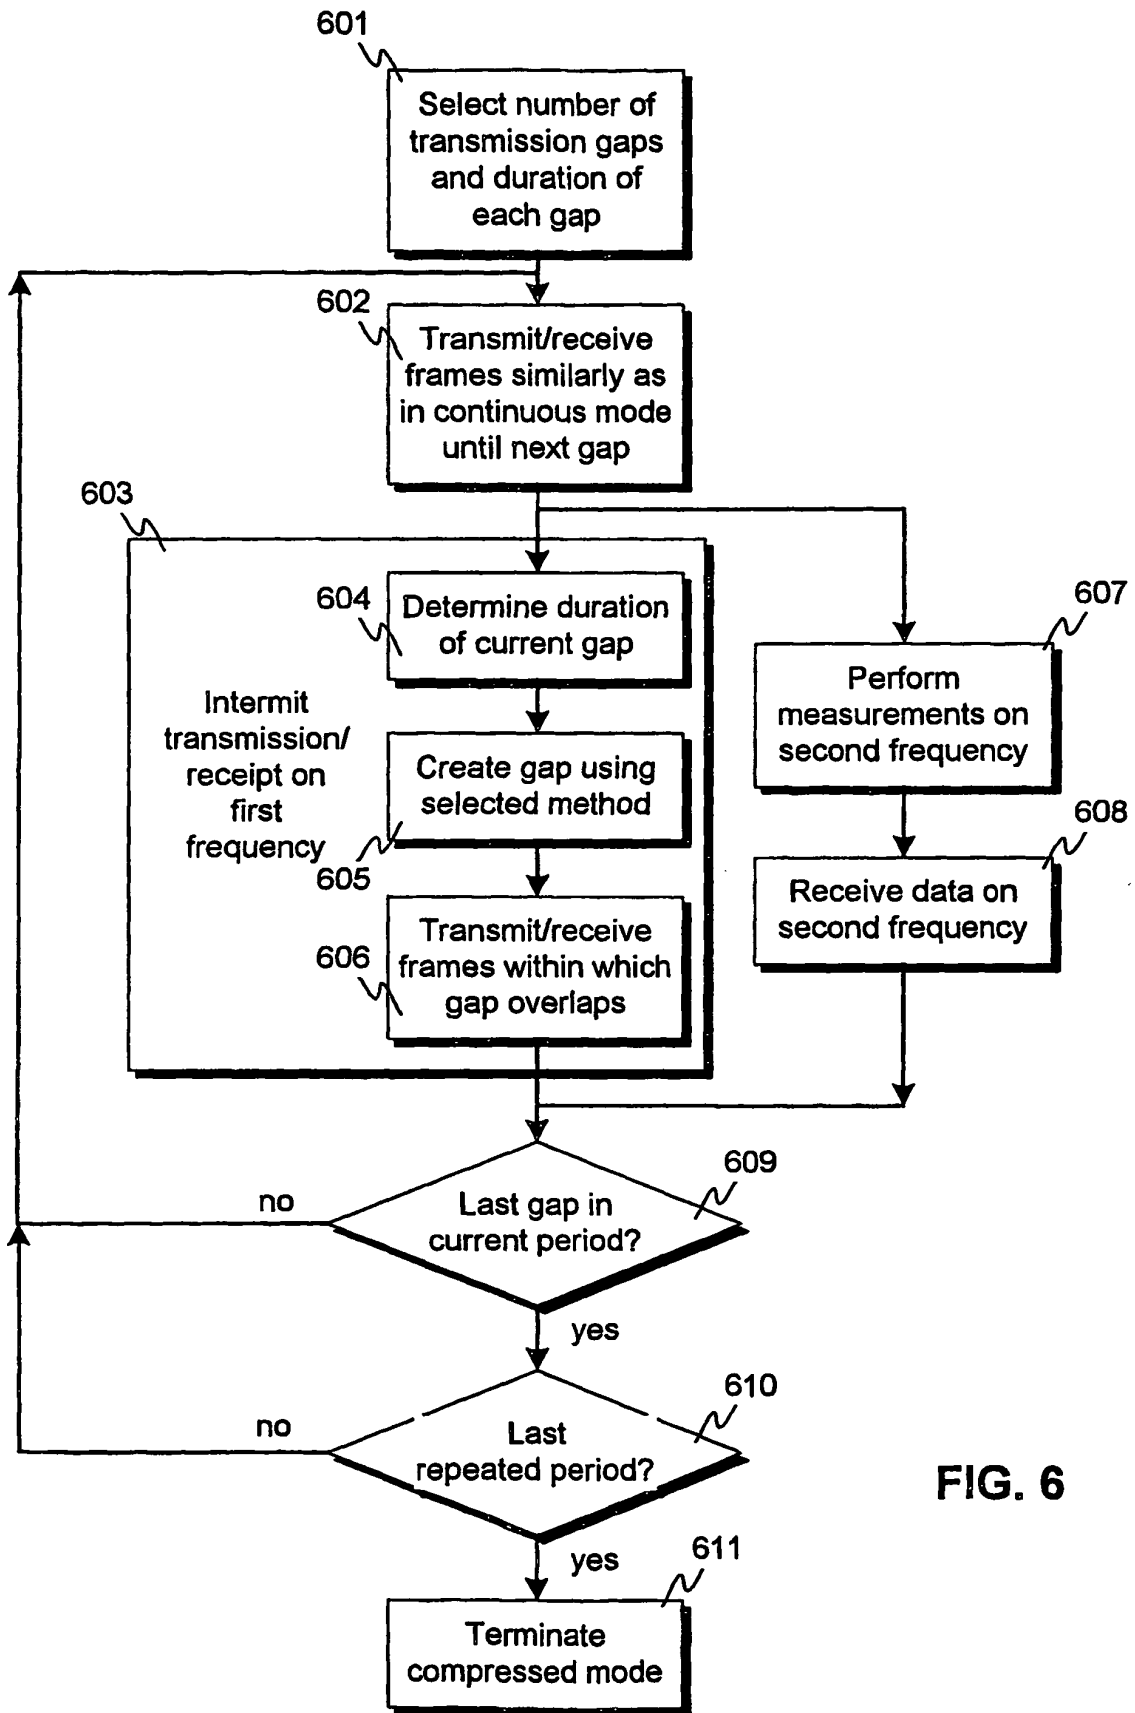 601
Select number of
transmission gaps
and duration of
each gap
602
Transmit/receive
frames similarly as
in continuous mode
until next gap
603
Intermit
transmission/
receipt on
first
frequency
604
Determine duration
of current gap
605
Create gap using
selected method
606
Transmit/receive
frames within which
gap overlaps
607
Perform
measurements on
second frequency
608
Receive data on
second frequency
609
Last gap in
current period?
no
yes
610
Last
repeated period?
no
yes
611
Terminate
compressed mode
FIG. 6